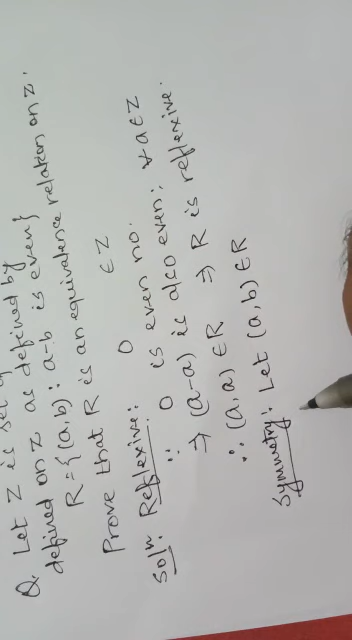 Q. Let Z is set of
defined on Z as defined by
R = {(a,b) : a-b is even}
Prove that R is an equivalence relation on Z.
0 ∈ Z
Soln. Reflexive:
∵ 0 is even no.
⇒ (a-a) is also even; ∀ a ∈ Z
∴ (a,a) ∈ R ⇒ R is reflexive.
Symmetry: Let (a,b) ∈ R